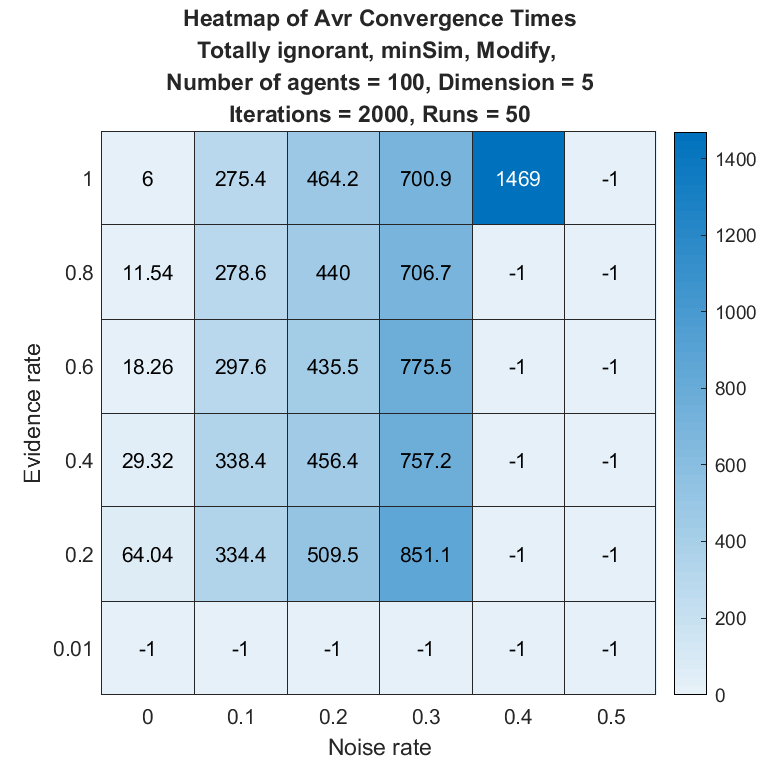 Heatmap of Avr Convergence Times
Totally ignorant, minSim, Modify,
Number of agents = 100, Dimension = 5
Iterations = 2000, Runs = 50
Evidence rate
1 6 275.4 464.2 700.9 1469 -1
0.8 11.54 278.6 440 706.7 -1 -1
0.6 18.26 297.6 435.5 775.5 -1 -1
0.4 29.32 338.4 456.4 757.2 -1 -1
0.2 64.04 334.4 509.5 851.1 -1 -1
0.01 -1 -1 -1 -1 -1 -1
0 0.1 0.2 0.3 0.4 0.5
Noise rate
1400
1200
1000
800
600
400
200
0